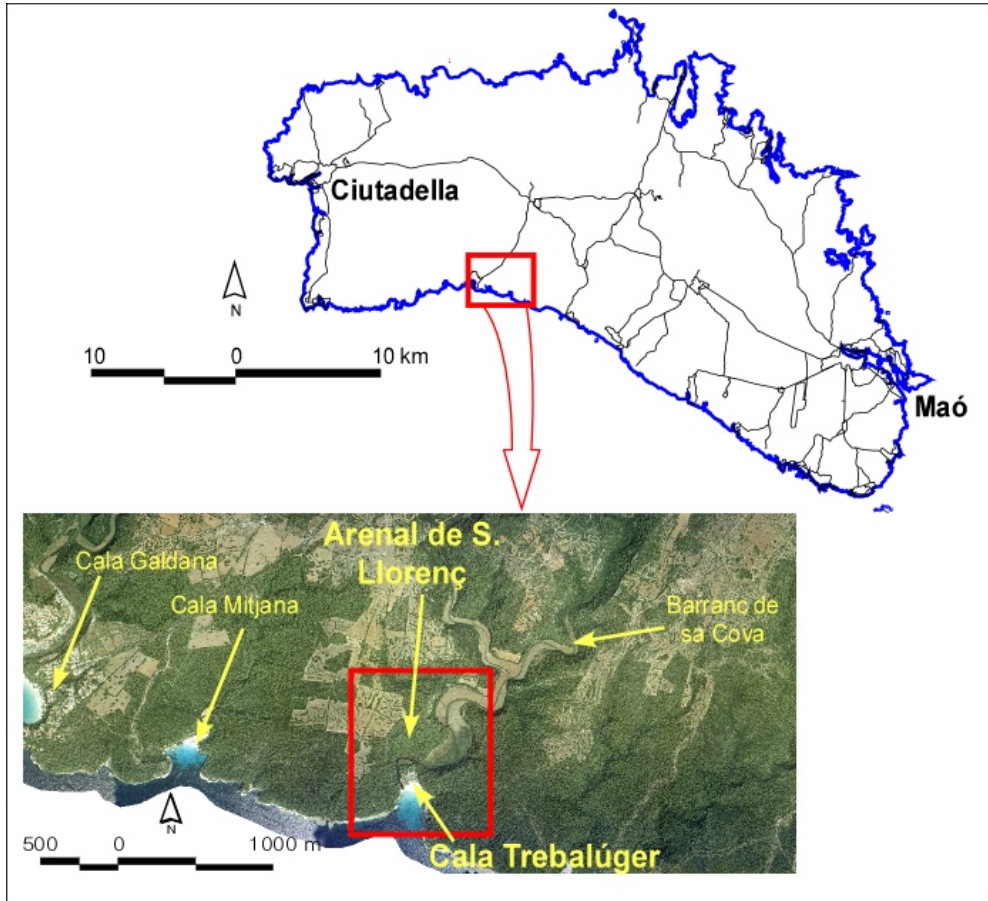 Ciutadella
N
10 0 10 km
Maó
Arenal de S.
Llorenç
Cala Galdana
Cala Mitjana
Barranc de
sa Cova
N
500 0 1000 m
Cala Trebalúger